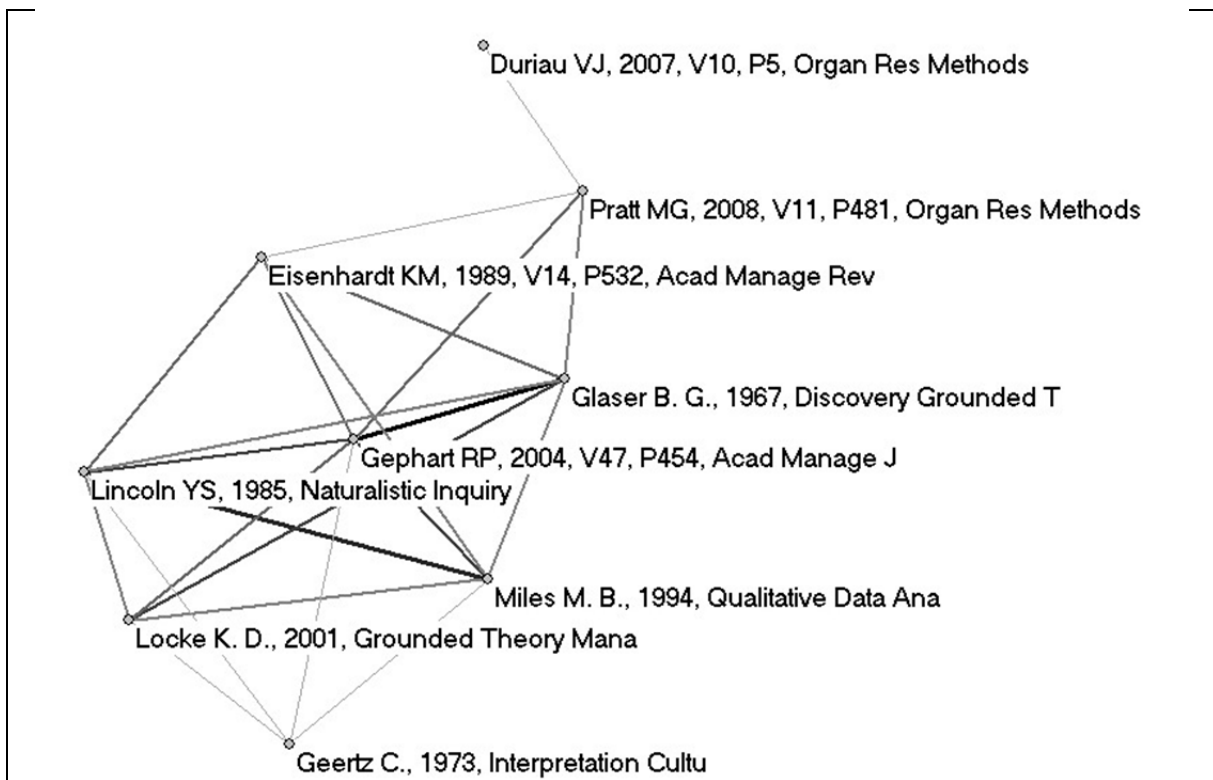 Duriau VJ, 2007, V10, P5, Organ Res Methods
Pratt MG, 2008, V11, P481, Organ Res Methods
Eisenhardt KM, 1989, V14, P532, Acad Manage Rev
Glaser B. G., 1967, Discovery Grounded T
Gephart RP, 2004, V47, P454, Acad Manage J
Lincoln YS, 1985, Naturalistic Inquiry
Miles M. B., 1994, Qualitative Data Ana
Locke K. D., 2001, Grounded Theory Mana
Geertz C., 1973, Interpretation Cultu